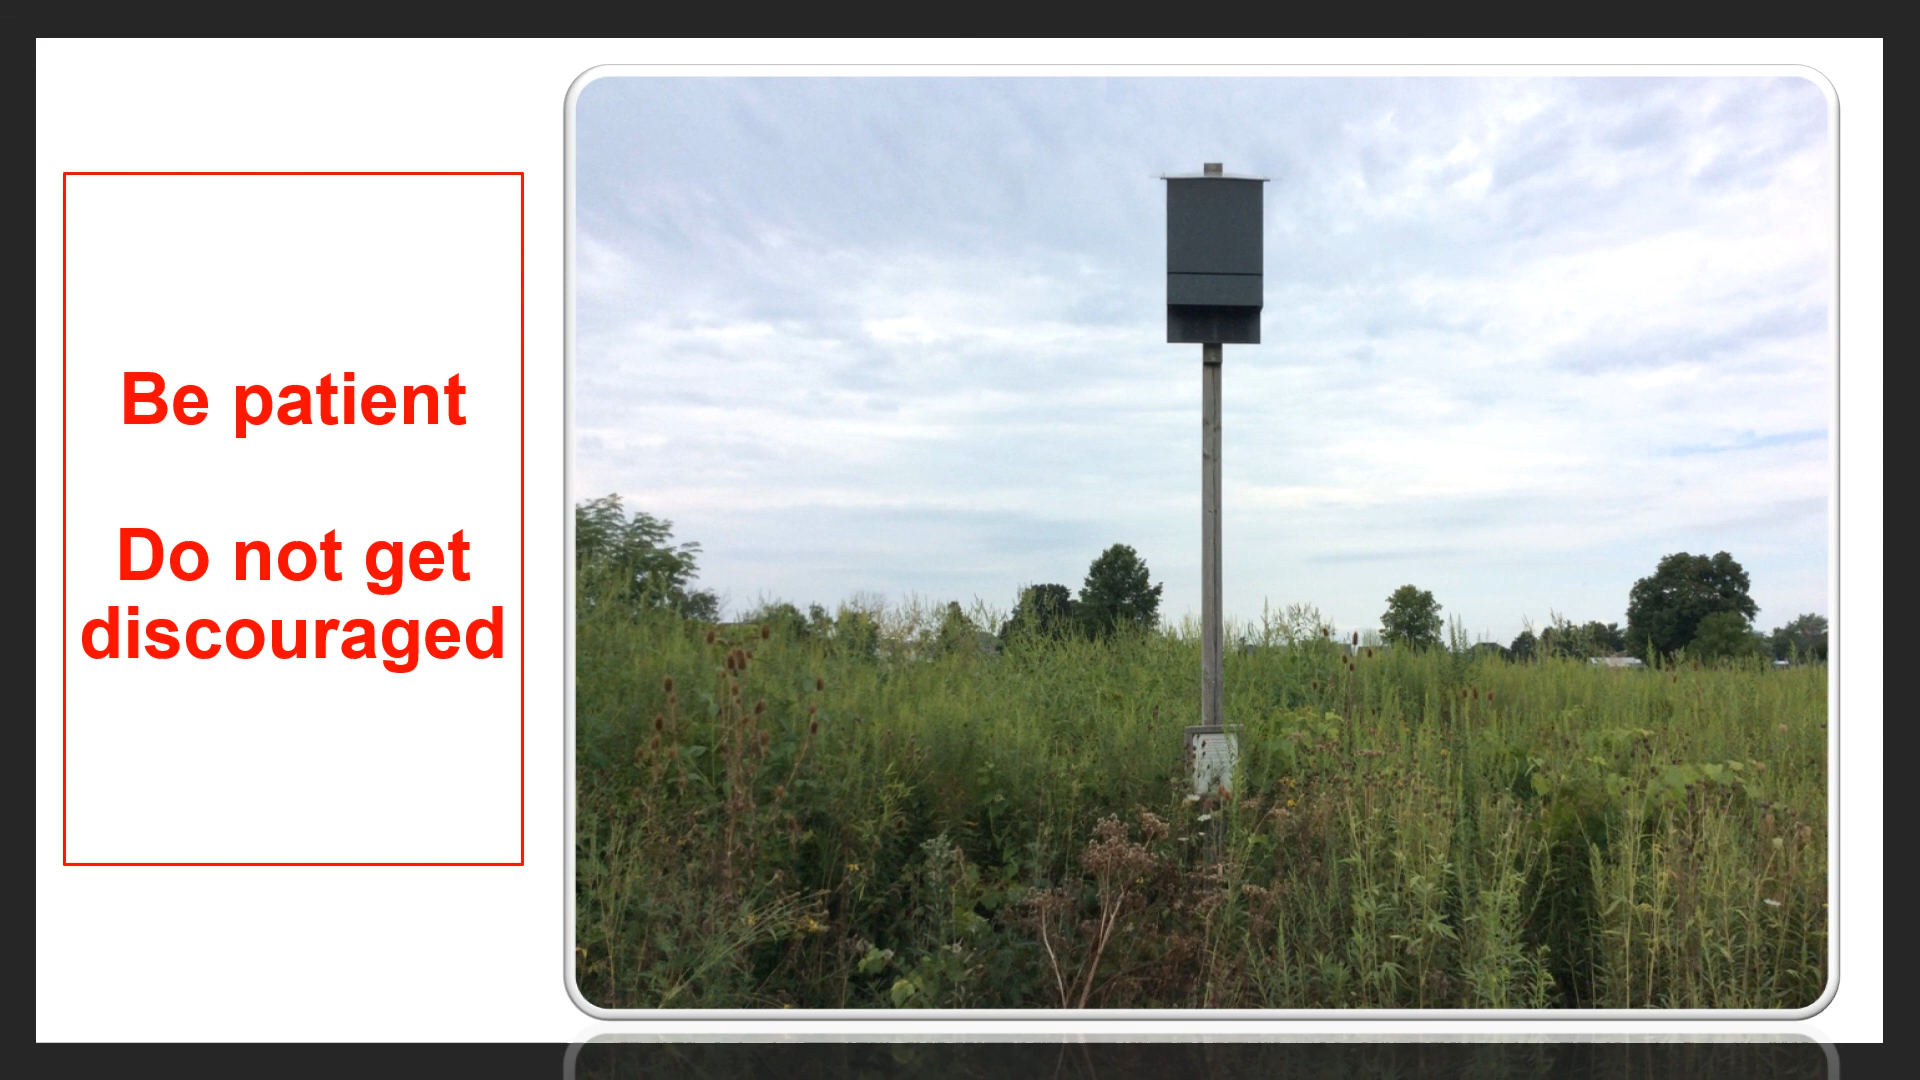 Be patient
Do not get
discouraged